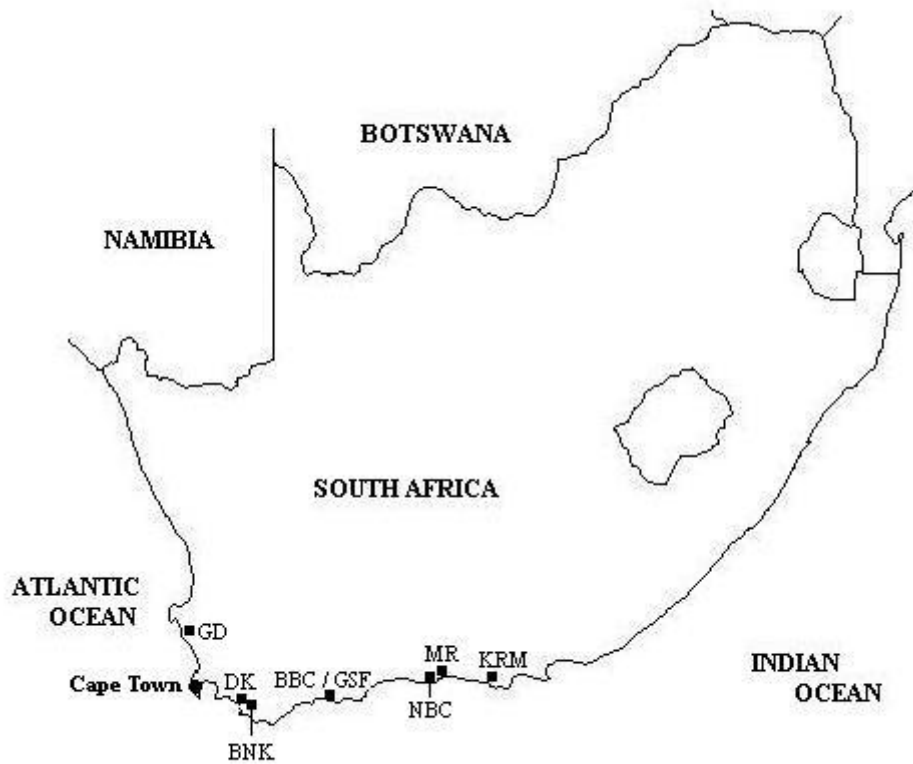 BOTSWANA
NAMIBIA
SOUTH AFRICA
ATLANTIC
OCEAN
GD
MR
KRM
INDIAN
OCEAN
Cape Town
DK
BBC / GSF
NBC
BNK